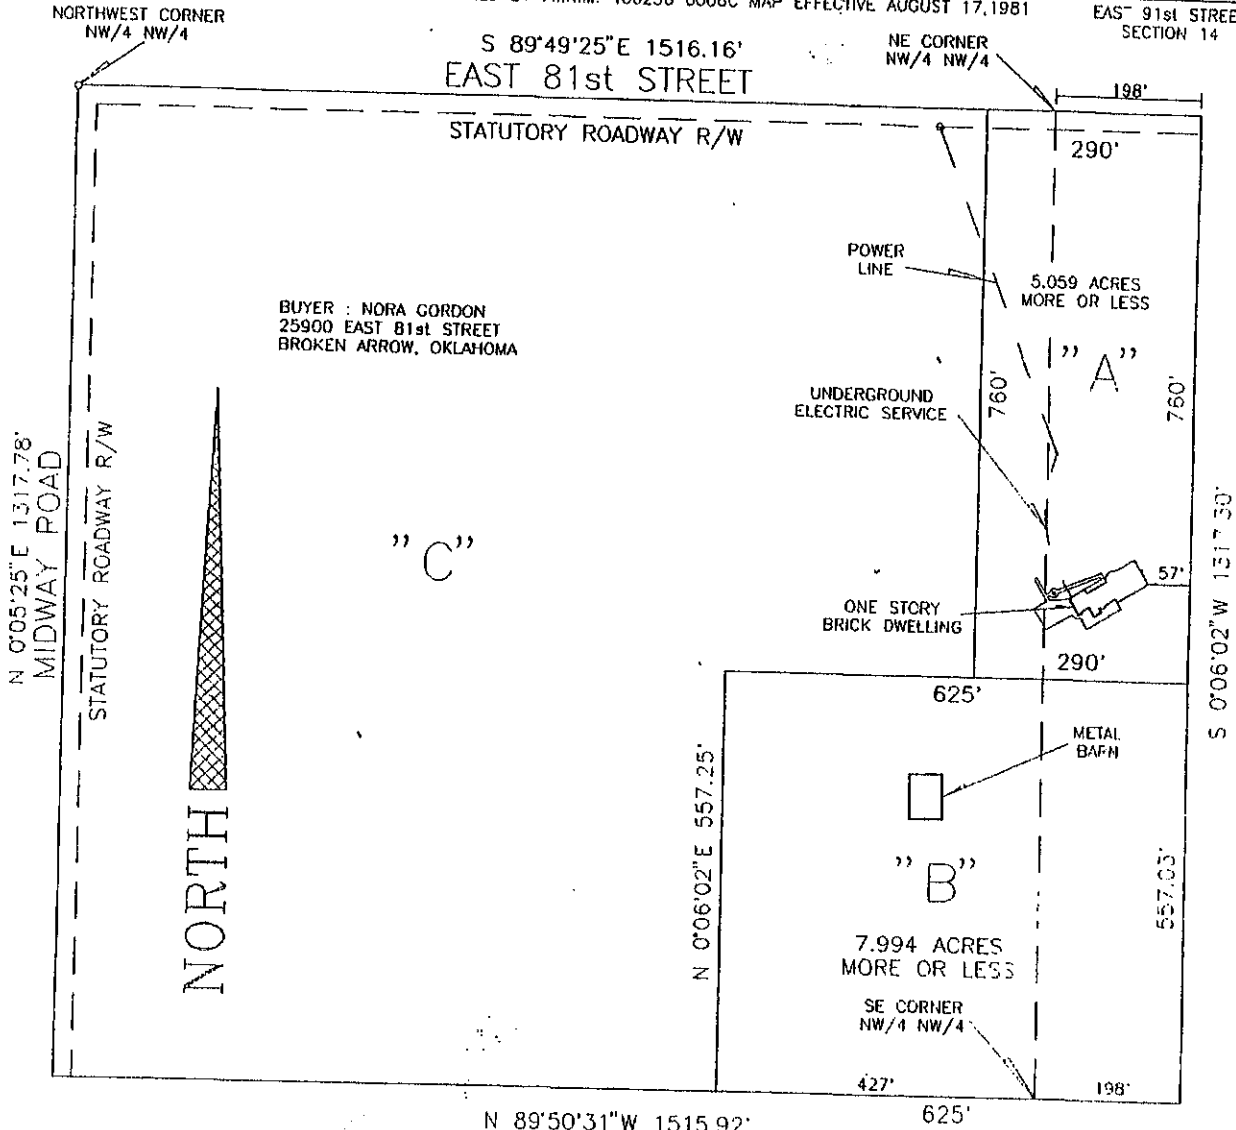 MAP EFFECTIVE AUGUST 17,1981
EAST 91st STREE
SECTION 14
NORTHWEST CORNER
NW/4 NW/4
S 89°49'25"E 1516.16'
EAST 81st STREET
NE CORNER
NW/4 NW/4
198'
STATUTORY ROADWAY R/W
290'
POWER
LINE
5.059 ACRES
MORE OR LESS
"A"
BUYER : NORA GORDON
25900 EAST 81st STREET
BROKEN ARROW, OKLAHOMA
UNDERGROUND
ELECTRIC SERVICE
760'
760'
N 0°05'25"E 1317.78'
MIDWAY ROAD
STATUTORY ROADWAY R/W
"C"
S 0°06'02"W 1317.30'
57'
ONE STORY
BRICK DWELLING
290'
625'
METAL
BARN
NORTH
N 0°06'02"E 557.25'
"B"
557.03'
7.994 ACRES
MORE OR LESS
SE CORNER
NW/4 NW/4
427'
198'
N 89°50'31"W 1515.92'
625'